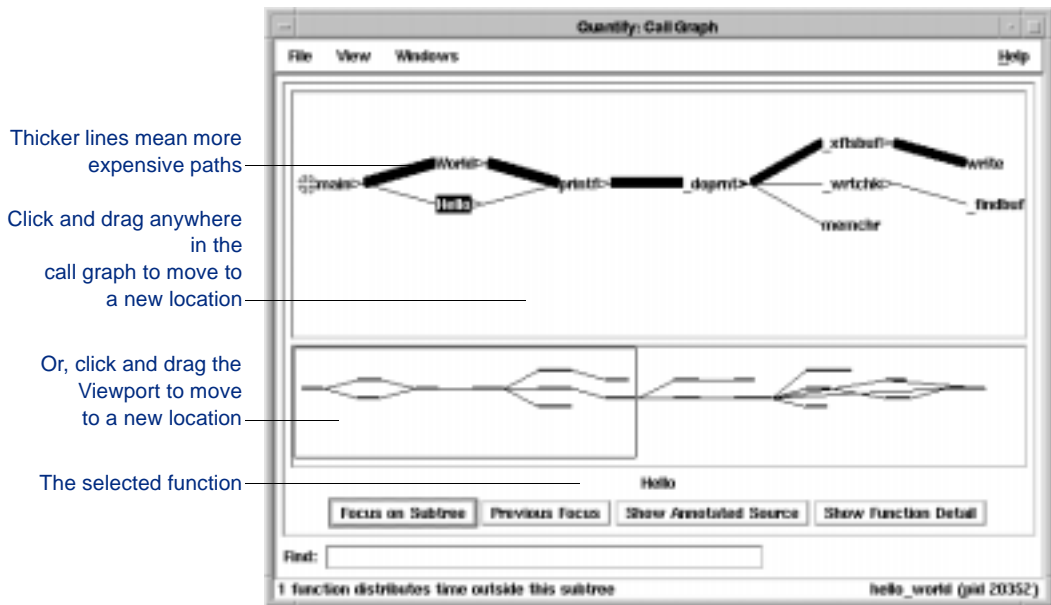 Quantify: Call Graph
File View Windows Help
Thicker lines mean more
expensive paths
_xflsbuf>
World>
write
main>
printf>
_doprnt>
_wrtchk>
Hello>
_findbuf
memchr
Click and drag anywhere
in the
call graph to move to
a new location
Or, click and drag the
Viewport to move
to a new location
The selected function
Hello
Focus on Subtree Previous Focus Show Annotated Source Show Function Detail
Find:
1 function distributes time outside this subtree hello_world (pid 20352)